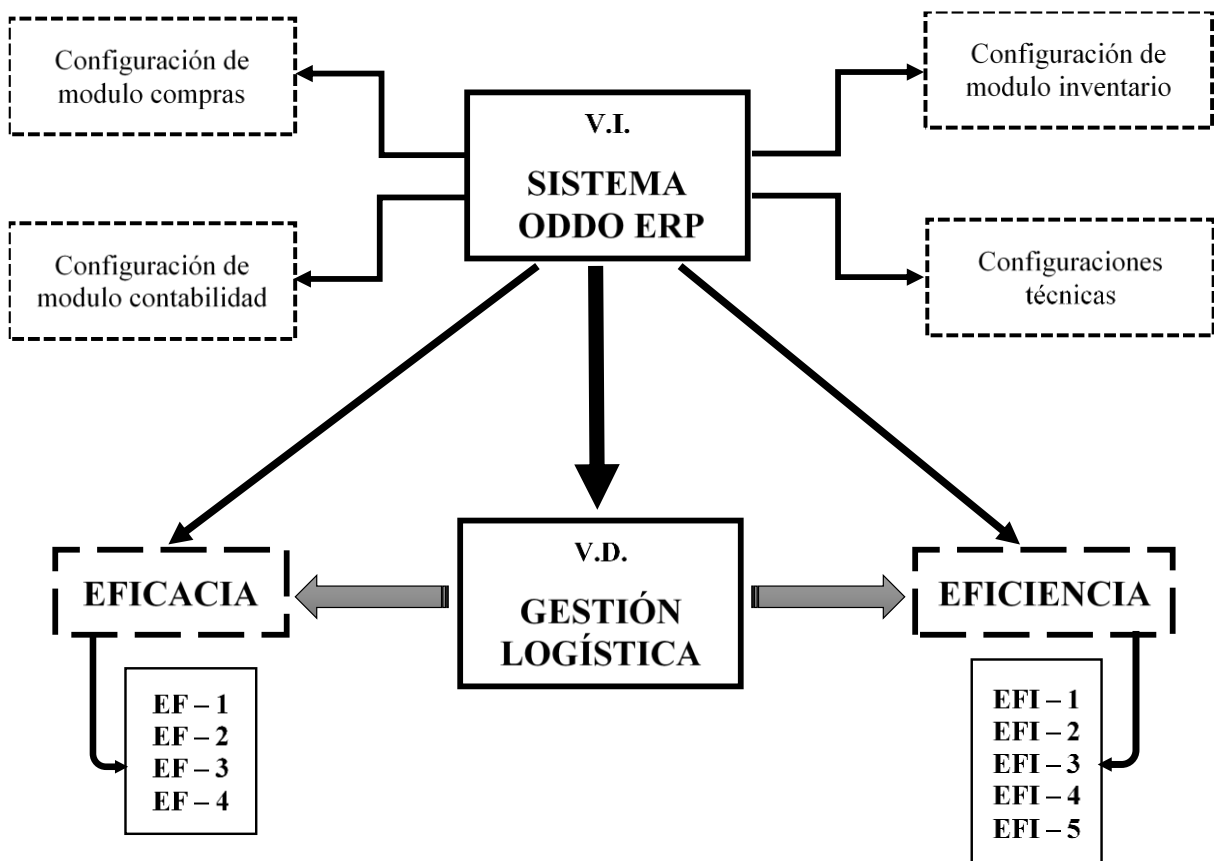 Configuración de
modulo compras
V.I.
SISTEMA
ODDO ERP
Configuración de
modulo inventario
Configuración de
modulo contabilidad
Configuraciones
técnicas
EFICACIA
V.D.
GESTIÓN
LOGÍSTICA
EFICIENCIA
EF – 1
EF – 2
EF – 3
EF – 4
EFI – 1
EFI – 2
EFI – 3
EFI – 4
EFI – 5